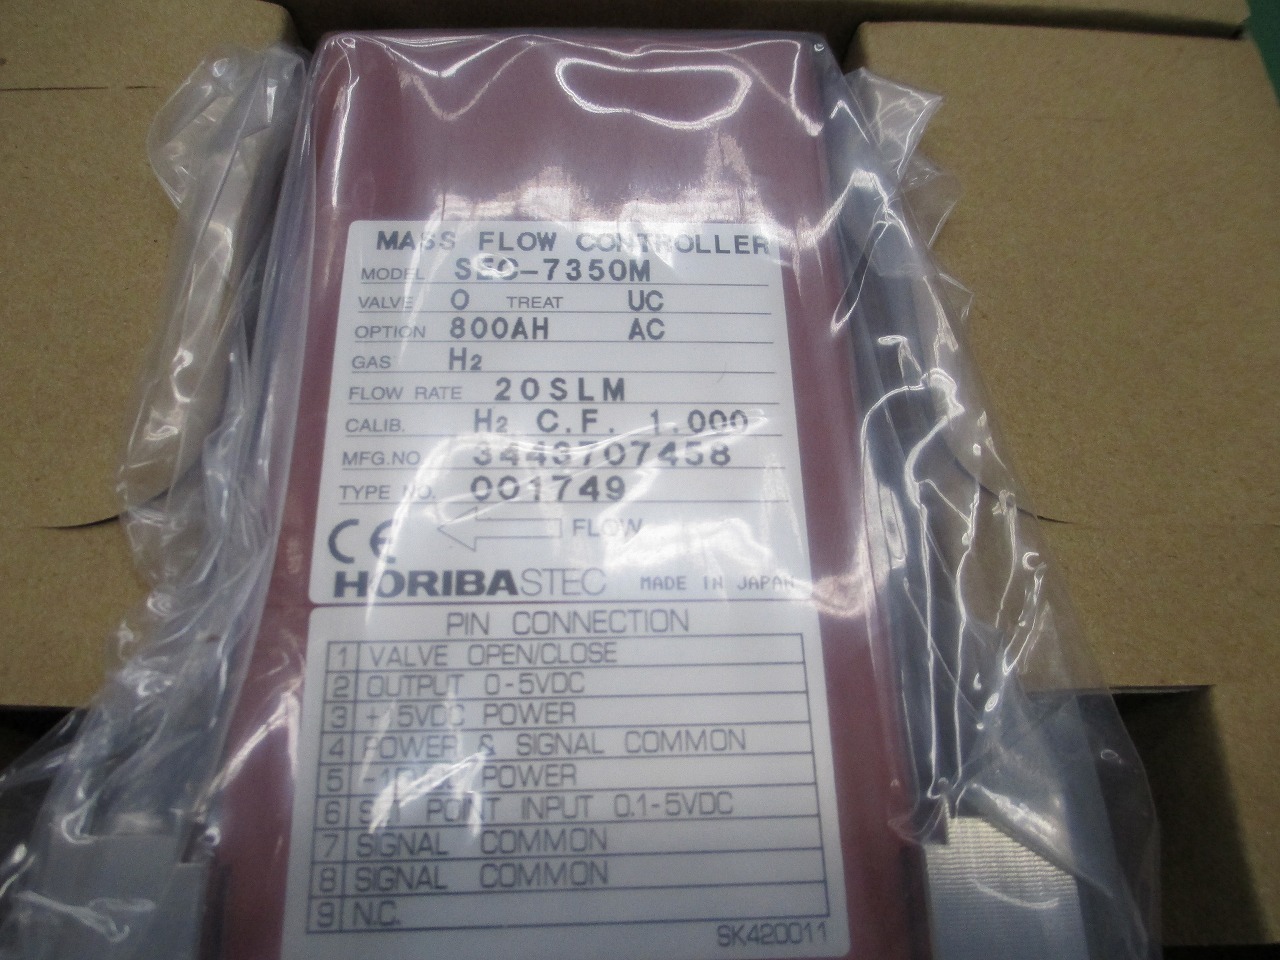 MASS FLOW CONTROLLER
MODEL SEC-7350M
VALVE O TREAT UC
OPTION 800AH AC
GAS H2
FLOW RATE 20SLM
CALIB. H2 C.F. 1.000
MFG.NO. 3443707458
TYPE NO. 001749
CE FLOW
HORIBASTEC MADE IN JAPAN
PIN CONNECTION
1 VALVE OPEN/CLOSE
2 OUTPUT 0-5VDC
3 +15VDC POWER
4 POWER & SIGNAL COMMON
5 POWER
6 SET POINT INPUT 0.1-5VDC
7 SIGNAL COMMON
8 SIGNAL COMMON
9 N.C.
SK420011